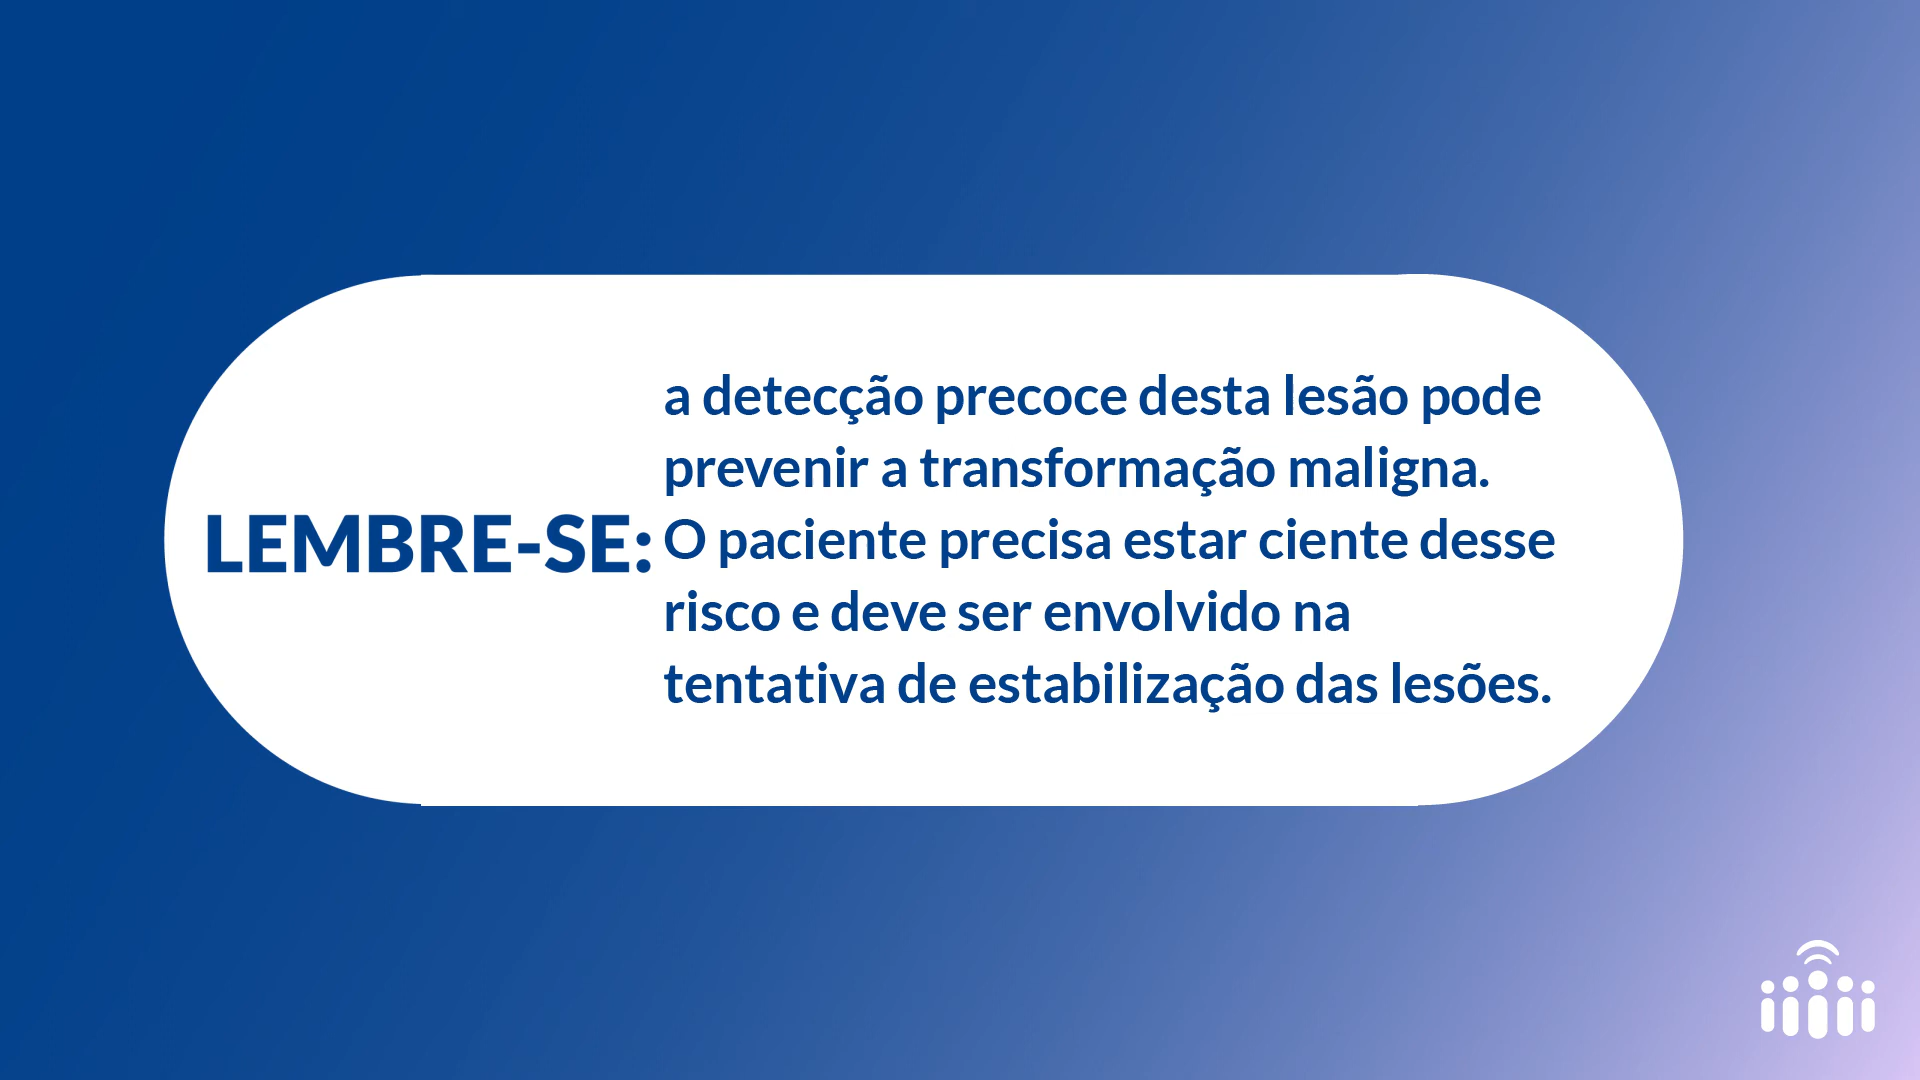 LEMBRE-SE:
a detecção precoce desta lesão pode
prevenir a transformação maligna.
O paciente precisa estar ciente desse
risco e deve ser envolvido na
tentativa de estabilização das lesões.